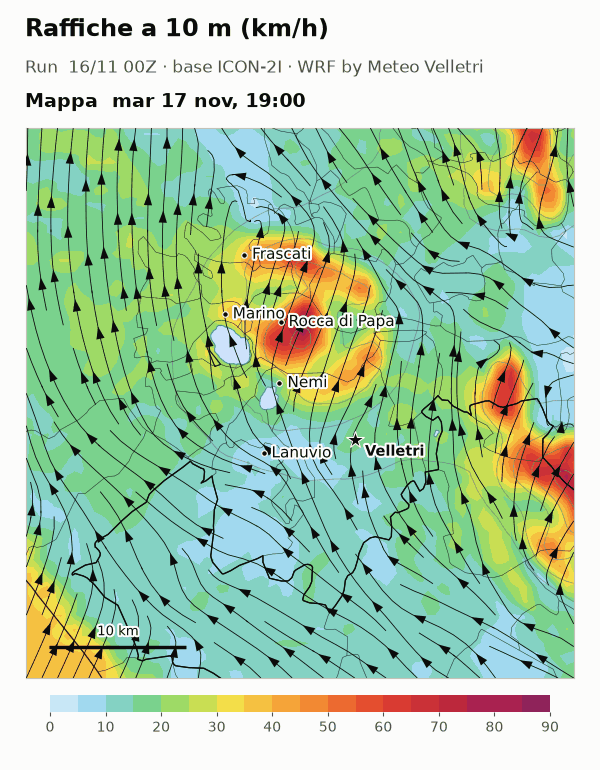 Raffiche a 10 m (km/h)
Run 16/11 00Z · base ICON-2I · WRF by Meteo Velletri
Mappa mar 17 nov, 19:00
Frascati
Marino
Rocca di Papa
Nemi
Velletri
Lanuvio
10 km
0 10 20 30 40 50 60 70 80 90